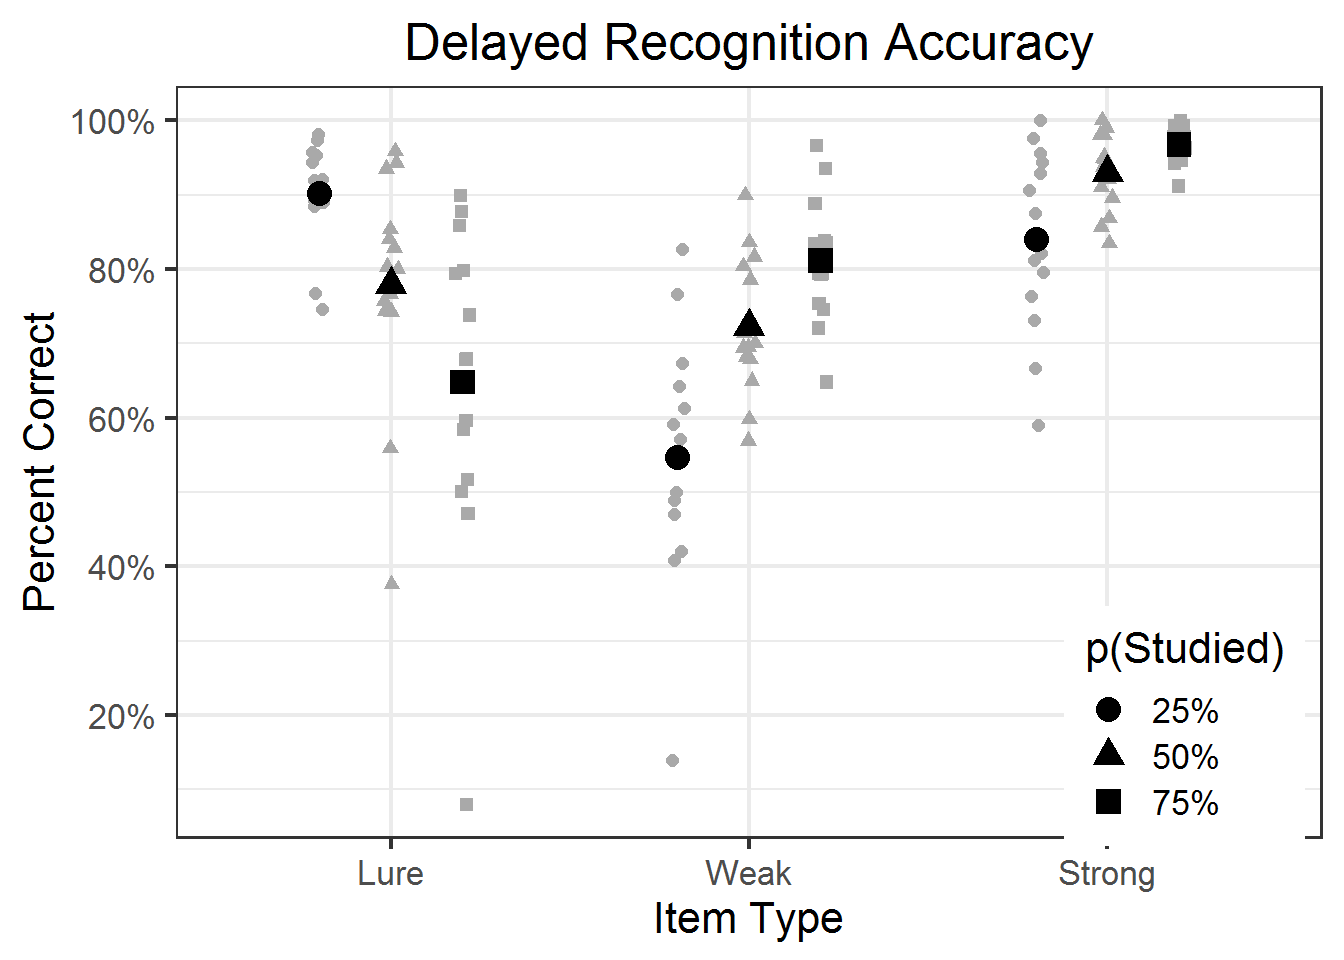 Delayed Recognition Accuracy
Percent Correct
100%
80%
60%
40%
20%
p(Studied)
25%
50%
75%
Lure
Weak
Strong
Item Type